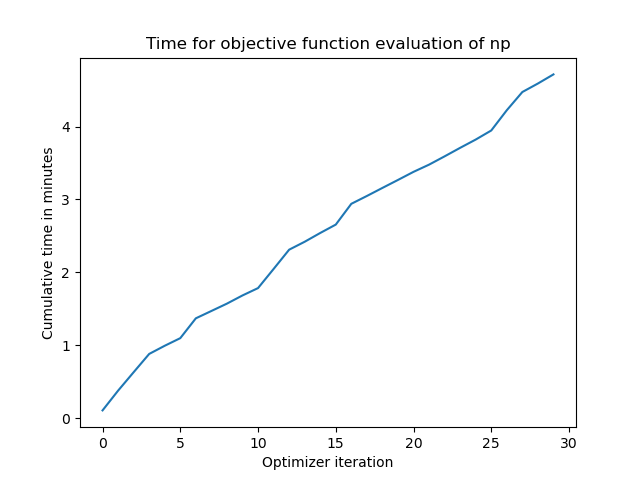 Time for objective function evaluation of np
Cumulative time in minutes
4
3
2
1
0
0 5 10 15 20 25 30
Optimizer iteration